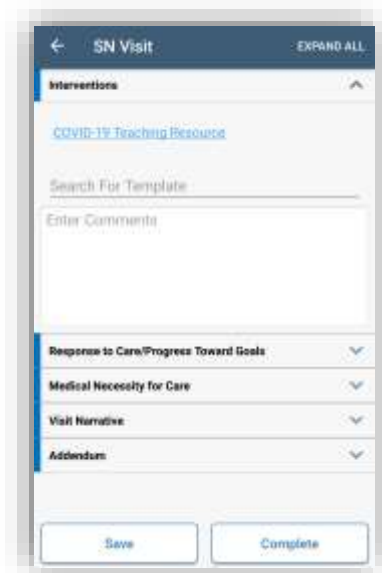 SN Visit EXPAND ALL
Interventions
COVID-19 Teaching Resource
Search For Template
Enter Comments
Response to Care/Progress Toward Goals
Medical Necessity for Care
Visit Narrative
Addendum
Save Complete